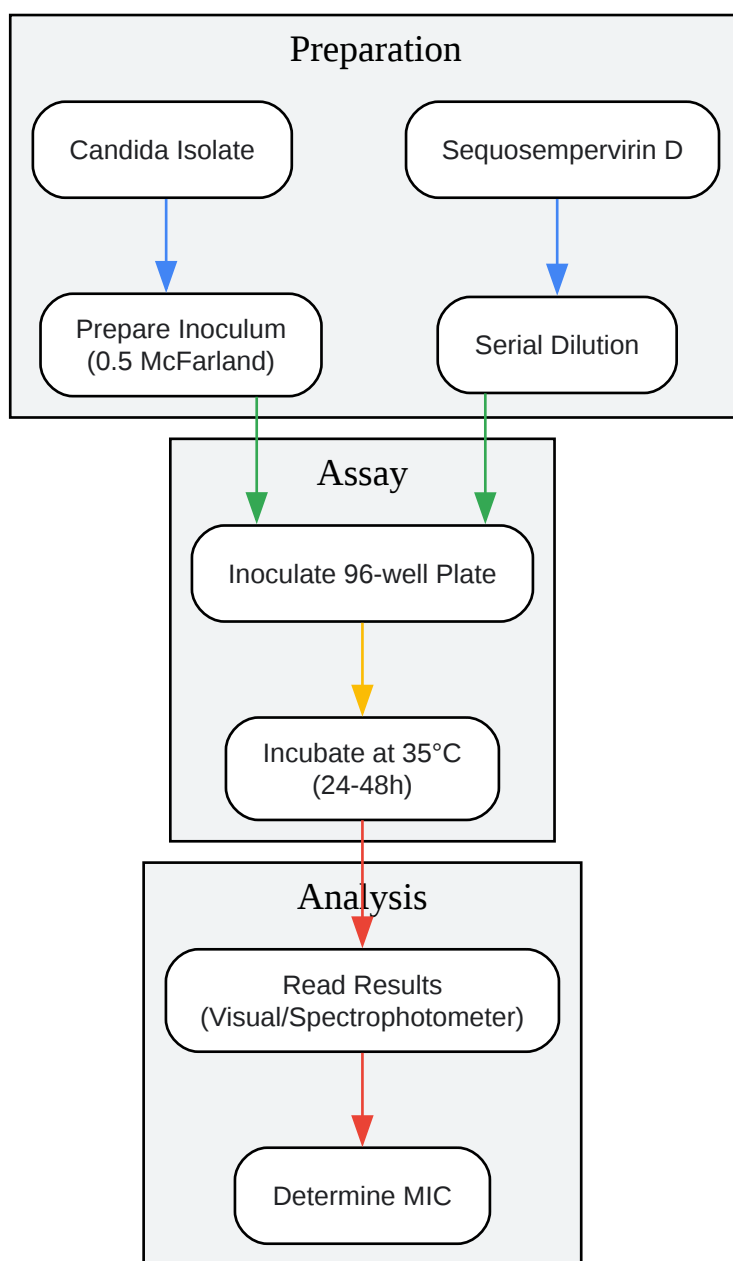 Preparation
Candida Isolate
Sequosempervirin D
Prepare Inoculum
(0.5 McFarland)
Serial Dilution
Assay
Inoculate 96-well Plate
Incubate at 35°C
(24-48h)
Analysis
Read Results
(Visual/Spectrophotometer)
Determine MIC